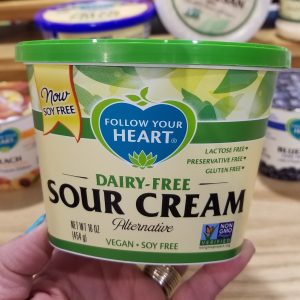 Now
SOY FREE
FOLLOW YOUR
HEART®
LACTOSE FREE
PRESERVATIVE FREE
GLUTEN FREE
DAIRY-FREE
SOUR CREAM
Alternative
NET WT 16 OZ
(454 g)
VEGAN • SOY FREE
NON
GMO
VERIFIED